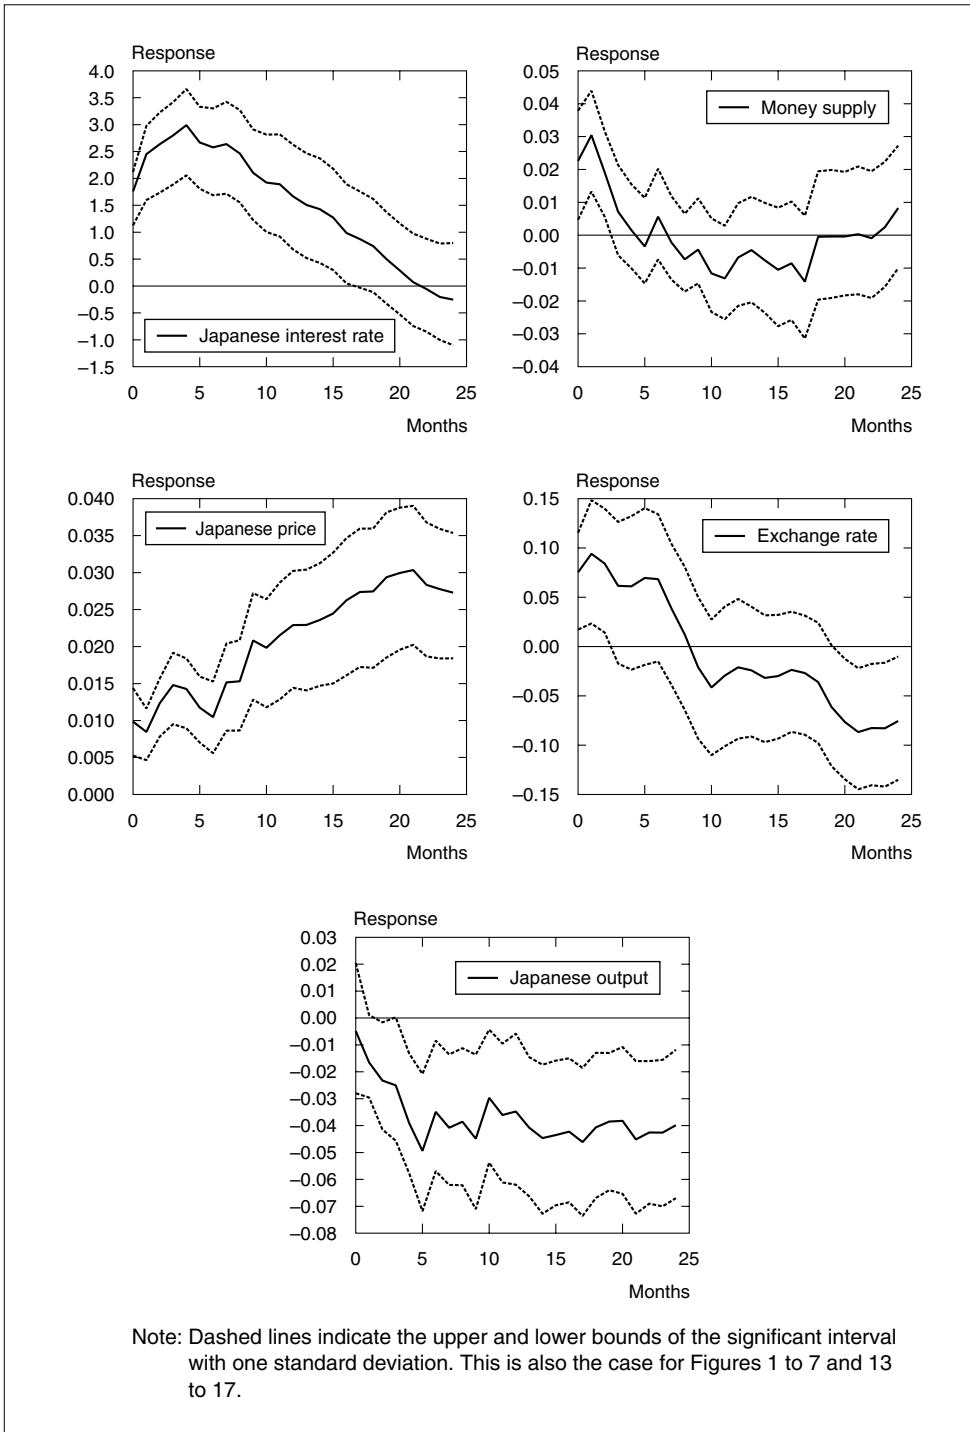 Response
4.0
3.5
3.0
2.5
2.0
1.5
1.0
0.5
0.0
–0.5
–1.0
–1.5
Japanese interest rate
0 5 10 15 20 25
Months
Response
0.05
0.04
0.03
0.02
0.01
0.00
–0.01
–0.02
–0.03
–0.04
Money supply
0 5 10 15 20 25
Months
Response
0.040
0.035
0.030
0.025
0.020
0.015
0.010
0.005
0.000
Japanese price
0 5 10 15 20 25
Months
Response
0.15
0.10
0.05
0.00
–0.05
–0.10
–0.15
Exchange rate
0 5 10 15 20 25
Months
Response
0.03
0.02
0.01
0.00
–0.01
–0.02
–0.03
–0.04
–0.05
–0.06
–0.07
–0.08
Japanese output
0 5 10 15 20 25
Months
Note: Dashed lines indicate the upper and lower bounds of the significant interval
with one standard deviation. This is also the case for Figures 1 to 7 and 13
to 17.